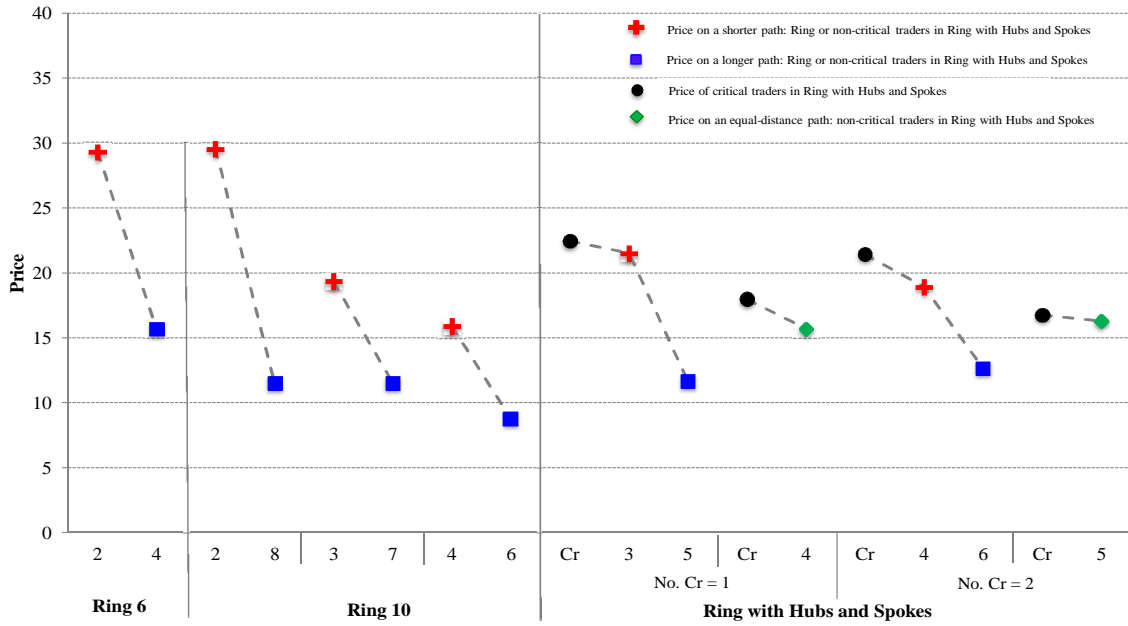 40
35
30
25
20
15
10
5
0
Price
Price on a shorter path: Ring or non-critical traders in Ring with Hubs and Spokes
Price on a longer path: Ring or non-critical traders in Ring with Hubs and Spokes
Price of critical traders in Ring with Hubs and Spokes
Price on an equal-distance path: non-critical traders in Ring with Hubs and Spokes
2 4 2 8 3 7 4 6 Cr 3 5 Cr 4 Cr 4 6 Cr 5
No. Cr = 1 No. Cr = 2
Ring 6 Ring 10 Ring with Hubs and Spokes